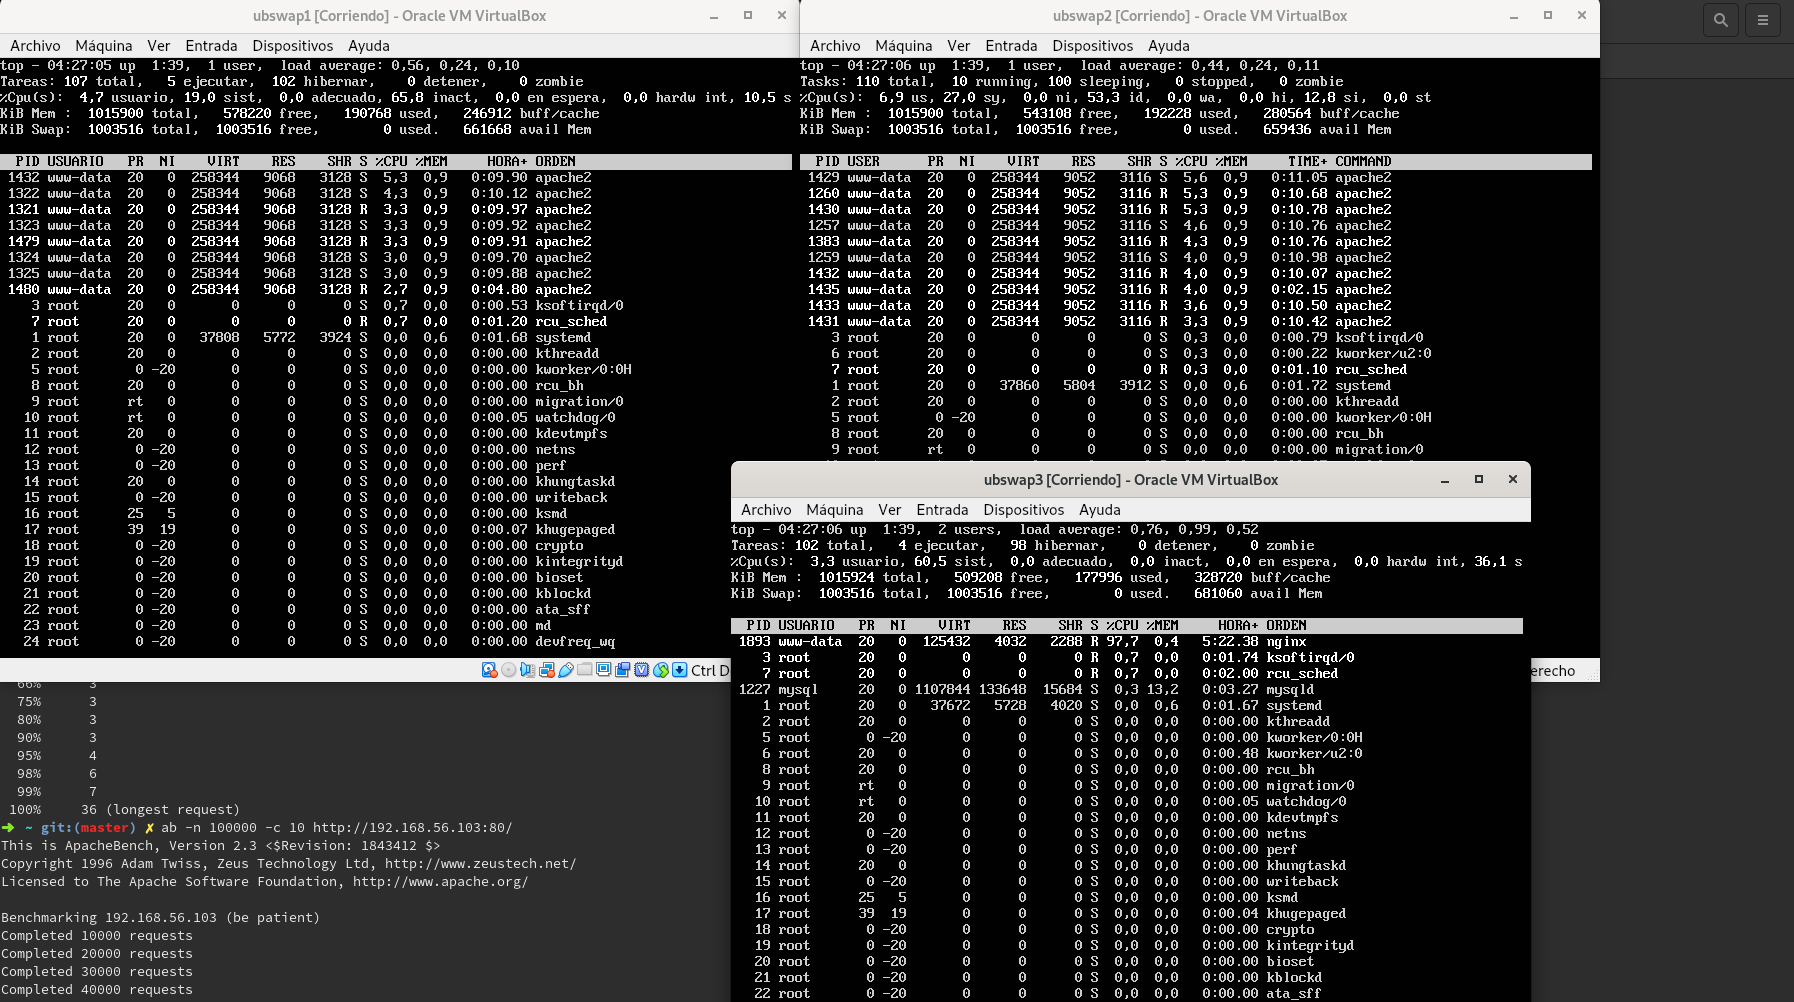 ubswap1 [Corriendo] - Oracle VM VirtualBox
Archivo Máquina Ver Entrada Dispositivos Ayuda
top - 04:27:05 up  1:39,  1 user,  load average: 0,56, 0,24, 0,10
Tareas: 107 total,   5 ejecutar, 102 hibernar,   0 detener,   0 zombie
%Cpu(s):  4,7 usuario, 19,0 sist,  0,0 adecuado, 65,8 inact,  0,0 en espera,  0,0 hardw int, 10,5 s
KiB Mem :  1015900 total,   578220 free,   190768 used,   246912 buff/cache
KiB Swap:  1003516 total,  1003516 free,        0 used.   661668 avail Mem
PID USUARIO   PR  NI    VIRT    RES    SHR S %CPU %MEM     HORA+ ORDEN
1432 www-data  20   0  258344   9068   3128 S  5,3  0,9   0:09.90 apache2
1322 www-data  20   0  258344   9068   3128 S  4,3  0,9   0:10.12 apache2
1321 www-data  20   0  258344   9068   3128 R  3,3  0,9   0:09.97 apache2
1323 www-data  20   0  258344   9068   3128 S  3,3  0,9   0:09.92 apache2
1479 www-data  20   0  258344   9068   3128 R  3,3  0,9   0:09.91 apache2
1324 www-data  20   0  258344   9068   3128 S  3,0  0,9   0:09.70 apache2
1325 www-data  20   0  258344   9068   3128 S  3,0  0,9   0:09.88 apache2
1480 www-data  20   0  258344   9068   3128 R  2,7  0,9   0:04.80 apache2
3 root      20   0       0      0      0 S  0,7  0,0   0:00.53 ksoftirqd/0
7 root      20   0       0      0      0 R  0,7  0,0   0:01.20 rcu_sched
1 root      20   0   37808   5772   3924 S  0,0  0,6   0:01.68 systemd
2 root      20   0       0      0      0 S  0,0  0,0   0:00.00 kthreadd
5 root       0 -20       0      0      0 S  0,0  0,0   0:00.00 kworker/0:0H
8 root      20   0       0      0      0 S  0,0  0,0   0:00.00 rcu_bh
9 root      rt   0       0      0      0 S  0,0  0,0   0:00.00 migration/0
10 root      rt   0       0      0      0 S  0,0  0,0   0:00.05 watchdog/0
11 root      20   0       0      0      0 S  0,0  0,0   0:00.00 kdevtmpfs
12 root       0 -20       0      0      0 S  0,0  0,0   0:00.00 netns
13 root       0 -20       0      0      0 S  0,0  0,0   0:00.00 perf
14 root      20   0       0      0      0 S  0,0  0,0   0:00.00 khungtaskd
15 root       0 -20       0      0      0 S  0,0  0,0   0:00.00 writeback
16 root      25   5       0      0      0 S  0,0  0,0   0:00.00 ksmd
17 root      39  19       0      0      0 S  0,0  0,0   0:00.07 khugepaged
18 root       0 -20       0      0      0 S  0,0  0,0   0:00.00 crypto
19 root       0 -20       0      0      0 S  0,0  0,0   0:00.00 kintegrityd
20 root       0 -20       0      0      0 S  0,0  0,0   0:00.00 bioset
21 root       0 -20       0      0      0 S  0,0  0,0   0:00.00 kblockd
22 root       0 -20       0      0      0 S  0,0  0,0   0:00.00 ata_sff
23 root       0 -20       0      0      0 S  0,0  0,0   0:00.00 md
24 root       0 -20       0      0      0 S  0,0  0,0   0:00.00 devfreq_wq
Ctrl D
ubswap2 [Corriendo] - Oracle VM VirtualBox
Archivo Máquina Ver Entrada Dispositivos Ayuda
top - 04:27:06 up  1:39,  1 user,  load average: 0,44, 0,24, 0,11
Tasks: 110 total,  10 running, 100 sleeping,   0 stopped,   0 zombie
%Cpu(s):  6,9 us, 27,0 sy,  0,0 ni, 53,3 id,  0,0 wa,  0,0 hi, 12,8 si,  0,0 st
KiB Mem :  1015900 total,   543108 free,   192228 used,   280564 buff/cache
KiB Swap:  1003516 total,  1003516 free,        0 used.   659436 avail Mem
PID USER      PR  NI    VIRT    RES    SHR S %CPU %MEM     TIME+ COMMAND
1429 www-data  20   0  258344   9052   3116 S  5,6  0,9   0:11.05 apache2
1260 www-data  20   0  258344   9052   3116 R  5,3  0,9   0:10.68 apache2
1430 www-data  20   0  258344   9052   3116 R  5,3  0,9   0:10.78 apache2
1257 www-data  20   0  258344   9052   3116 S  4,6  0,9   0:10.76 apache2
1383 www-data  20   0  258344   9052   3116 R  4,3  0,9   0:10.76 apache2
1259 www-data  20   0  258344   9052   3116 S  4,0  0,9   0:10.98 apache2
1432 www-data  20   0  258344   9052   3116 R  4,0  0,9   0:10.07 apache2
1435 www-data  20   0  258344   9052   3116 R  4,0  0,9   0:02.15 apache2
1433 www-data  20   0  258344   9052   3116 R  3,6  0,9   0:10.50 apache2
1431 www-data  20   0  258344   9052   3116 R  3,3  0,9   0:10.42 apache2
3 root      20   0       0      0      0 S  0,3  0,0   0:00.79 ksoftirqd/0
6 root      20   0       0      0      0 S  0,3  0,0   0:00.22 kworker/u2:0
7 root      20   0       0      0      0 R  0,3  0,0   0:01.10 rcu_sched
1 root      20   0   37860   5804   3912 S  0,0  0,6   0:01.72 systemd
2 root      20   0       0      0      0 S  0,0  0,0   0:00.00 kthreadd
5 root       0 -20       0      0      0 S  0,0  0,0   0:00.00 kworker/0:0H
8 root      20   0       0      0      0 S  0,0  0,0   0:00.00 rcu_bh
9 root      rt   0       0      0      0 S  0,0  0,0   0:00.00 migration/0
erecho
ubswap3 [Corriendo] - Oracle VM VirtualBox
Archivo Máquina Ver Entrada Dispositivos Ayuda
top - 04:27:06 up  1:39,  2 users,  load average: 0,76, 0,99, 0,52
Tareas: 102 total,   4 ejecutar,   98 hibernar,   0 detener,   0 zombie
%Cpu(s):  3,3 usuario, 60,5 sist,  0,0 adecuado,  0,0 inact,  0,0 en espera,  0,0 hardw int, 36,1 s
KiB Mem :  1015924 total,   509208 free,   177996 used,   328720 buff/cache
KiB Swap:  1003516 total,  1003516 free,        0 used.   681060 avail Mem
PID USUARIO   PR  NI    VIRT    RES    SHR S %CPU %MEM     HORA+ ORDEN
1893 www-data  20   0  125432   4032   2288 R 97,7  0,4   5:22.38 nginx
3 root      20   0       0      0      0 R  0,7  0,0   0:01.74 ksoftirqd/0
7 root      20   0       0      0      0 R  0,7  0,0   0:02.00 rcu_sched
1227 mysql     20   0 1107844 133648  15684 S  0,3 13,2   0:03.27 mysqld
1 root      20   0   37672   5728   4020 S  0,0  0,6   0:01.67 systemd
2 root      20   0       0      0      0 S  0,0  0,0   0:00.00 kthreadd
5 root       0 -20       0      0      0 S  0,0  0,0   0:00.00 kworker/0:0H
6 root      20   0       0      0      0 S  0,0  0,0   0:00.48 kworker/u2:0
8 root      20   0       0      0      0 S  0,0  0,0   0:00.00 rcu_bh
9 root      rt   0       0      0      0 S  0,0  0,0   0:00.00 migration/0
10 root      rt   0       0      0      0 S  0,0  0,0   0:00.05 watchdog/0
11 root      20   0       0      0      0 S  0,0  0,0   0:00.00 kdevtmpfs
12 root       0 -20       0      0      0 S  0,0  0,0   0:00.00 netns
13 root       0 -20       0      0      0 S  0,0  0,0   0:00.00 perf
14 root      20   0       0      0      0 S  0,0  0,0   0:00.00 khungtaskd
15 root       0 -20       0      0      0 S  0,0  0,0   0:00.00 writeback
16 root      25   5       0      0      0 S  0,0  0,0   0:00.00 ksmd
17 root      39  19       0      0      0 S  0,0  0,0   0:00.04 khugepaged
18 root       0 -20       0      0      0 S  0,0  0,0   0:00.00 crypto
19 root       0 -20       0      0      0 S  0,0  0,0   0:00.00 kintegrityd
20 root       0 -20       0      0      0 S  0,0  0,0   0:00.00 bioset
21 root       0 -20       0      0      0 S  0,0  0,0   0:00.00 kblockd
22 root       0 -20       0      0      0 S  0,0  0,0   0:00.00 ata_sff
66%      3
75%      3
80%      3
90%      3
95%      4
98%      6
99%      7
100%     36 (longest request)
➜ ~ git:(master) ✗ ab -n 100000 -c 10 http://192.168.56.103:80/
This is ApacheBench, Version 2.3 <$Revision: 1843412 $>
Copyright 1996 Adam Twiss, Zeus Technology Ltd, http://www.zeustech.net/
Licensed to The Apache Software Foundation, http://www.apache.org/
Benchmarking 192.168.56.103 (be patient)
Completed 10000 requests
Completed 20000 requests
Completed 30000 requests
Completed 40000 requests